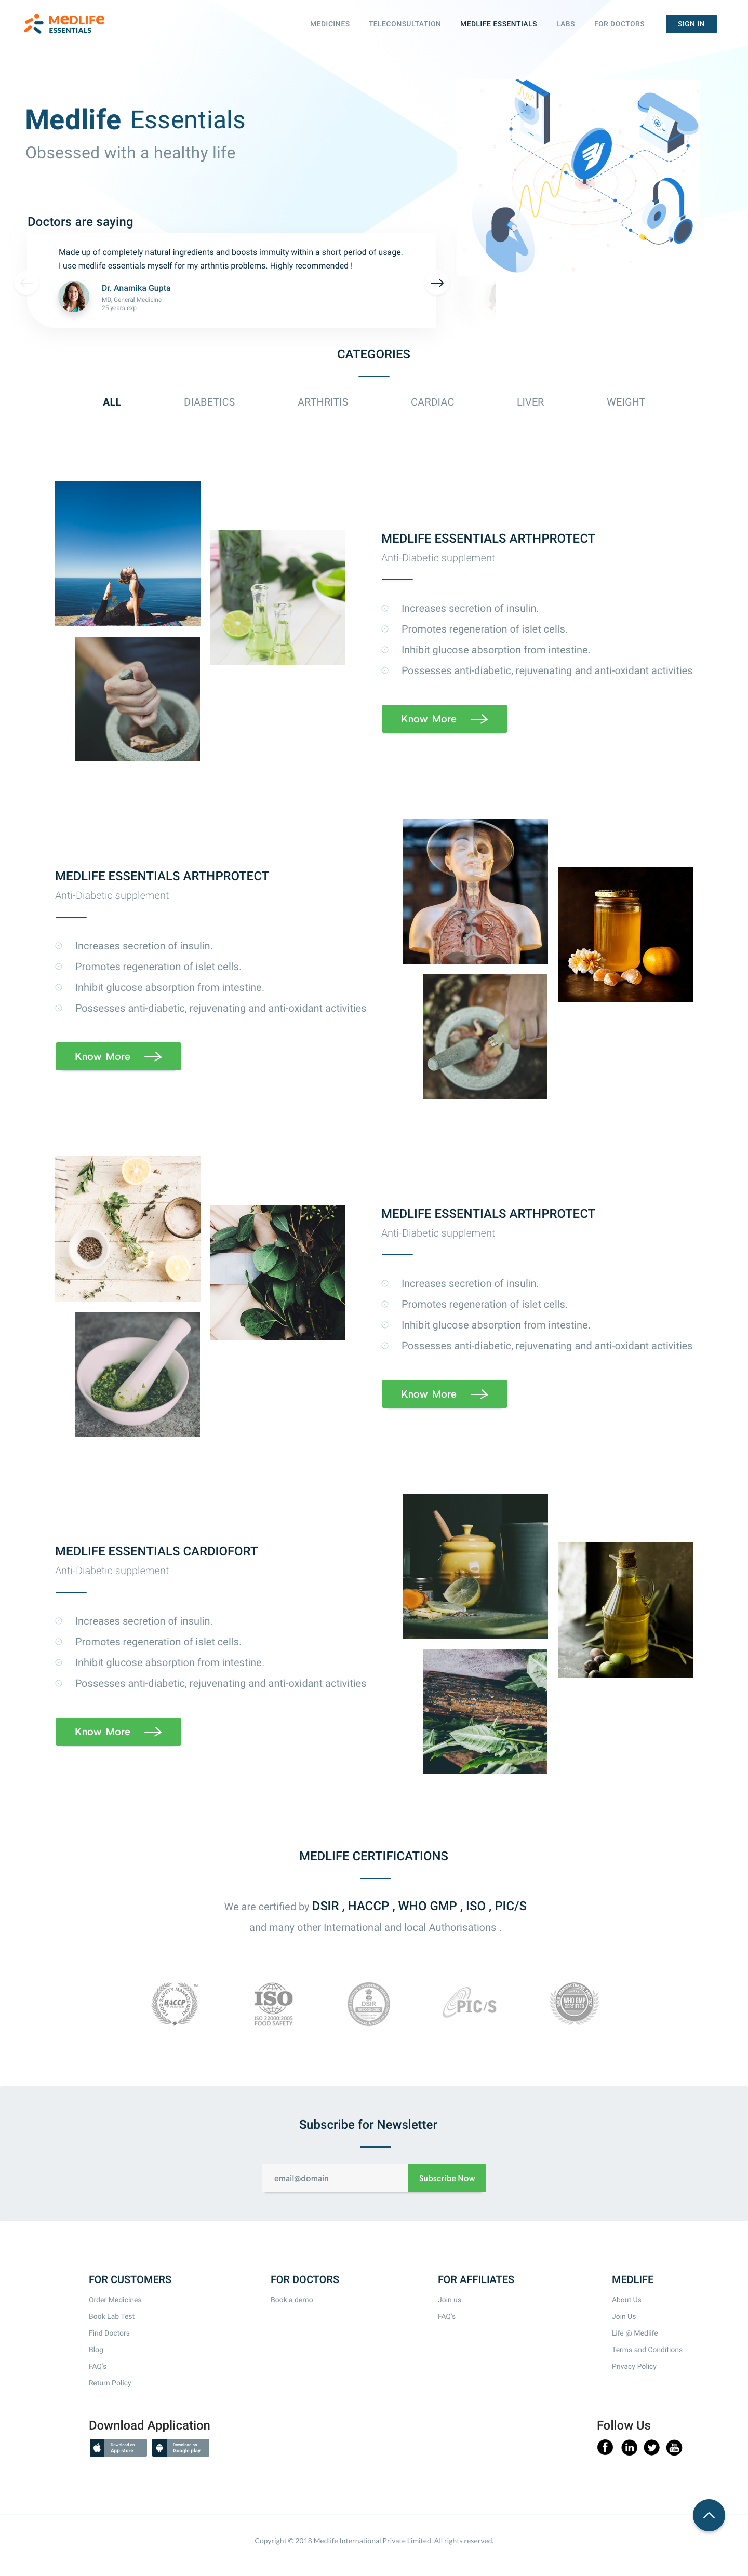 MEDLIFE
ESSENTIALS
MEDICINES TELECONSULTATION MEDLIFE ESSENTIALS LABS FOR DOCTORS SIGN IN
Medlife Essentials
Obsessed with a healthy life
Doctors are saying
Made up of completely natural ingredients and boosts immuity within a short period of usage.
I use medlife essentials myself for my arthritis problems. Highly recommended !
Dr. Anamika Gupta
MD, General Medicine
25 years exp
CATEGORIES
ALL DIABETICS ARTHRITIS CARDIAC LIVER WEIGHT
MEDLIFE ESSENTIALS ARTHPROTECT
Anti-Diabetic supplement
Increases secretion of insulin.
Promotes regeneration of islet cells.
Inhibit glucose absorption from intestine.
Possesses anti-diabetic, rejuvenating and anti-oxidant activities
Know More
MEDLIFE ESSENTIALS ARTHPROTECT
Anti-Diabetic supplement
Increases secretion of insulin.
Promotes regeneration of islet cells.
Inhibit glucose absorption from intestine.
Possesses anti-diabetic, rejuvenating and anti-oxidant activities
Know More
MEDLIFE ESSENTIALS ARTHPROTECT
Anti-Diabetic supplement
Increases secretion of insulin.
Promotes regeneration of islet cells.
Inhibit glucose absorption from intestine.
Possesses anti-diabetic, rejuvenating and anti-oxidant activities
Know More
MEDLIFE ESSENTIALS CARDIOFORT
Anti-Diabetic supplement
Increases secretion of insulin.
Promotes regeneration of islet cells.
Inhibit glucose absorption from intestine.
Possesses anti-diabetic, rejuvenating and anti-oxidant activities
Know More
MEDLIFE CERTIFICATIONS
We are certified by DSIR , HACCP , WHO GMP , ISO , PIC/S
and many other International and local Authorisations .
HACCP
ISO
ISO 22000:2005
FOOD SAFETY
DSIR
PIC/S
WHO GMP
CERTIFIED
Subscribe for Newsletter
email@domain Subscribe Now
FOR CUSTOMERS
Order Medicines
Book Lab Test
Find Doctors
Blog
FAQ's
Return Policy
FOR DOCTORS
Book a demo
FOR AFFILIATES
Join us
FAQ's
MEDLIFE
About Us
Join Us
Life @ Medlife
Terms and Conditions
Privacy Policy
Download Application
Download on
App store
Download on
Google play
Follow Us
You
Tube
Copyright © 2018 Medlife International Private Limited. All rights reserved.